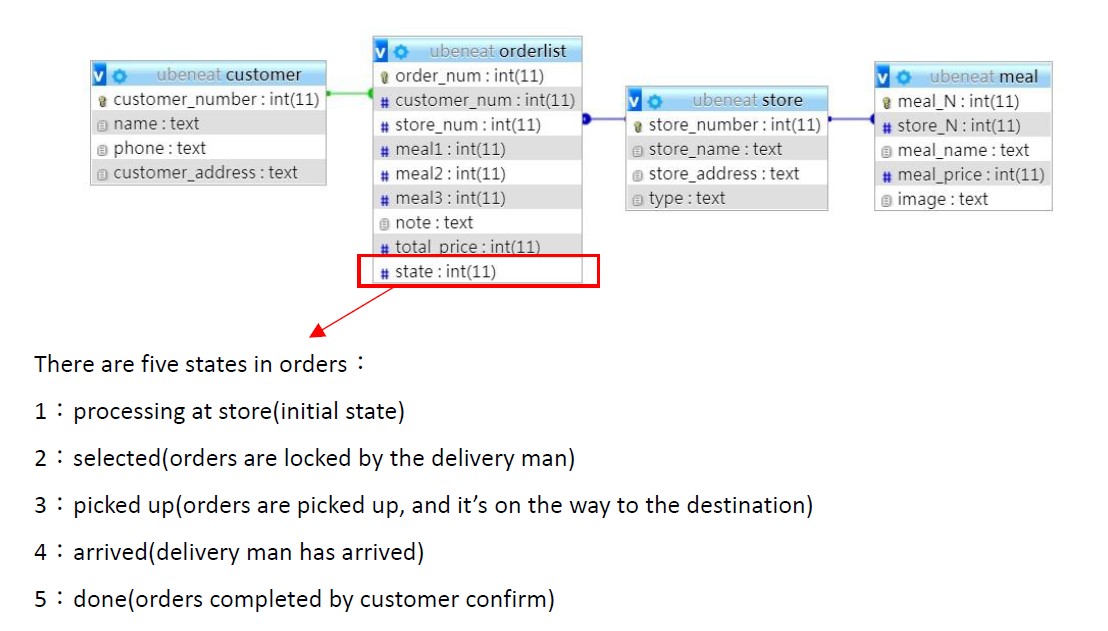 ubeneat customer
customer_number : int(11)
name : text
phone : text
customer_address : text
ubeneat orderlist
order_num : int(11)
customer_num : int(11)
store_num : int(11)
meal1 : int(11)
meal2 : int(11)
meal3 : int(11)
note : text
total_price : int(11)
state : int(11)
ubeneat store
store_number : int(11)
store_name : text
store_address : text
type : text
ubeneat meal
meal_N : int(11)
store_N : int(11)
meal_name : text
meal_price : int(11)
image : text
There are five states in orders：
1：processing at store(initial state)
2：selected(orders are locked by the delivery man)
3：picked up(orders are picked up, and it’s on the way to the destination)
4：arrived(delivery man has arrived)
5：done(orders completed by customer confirm)